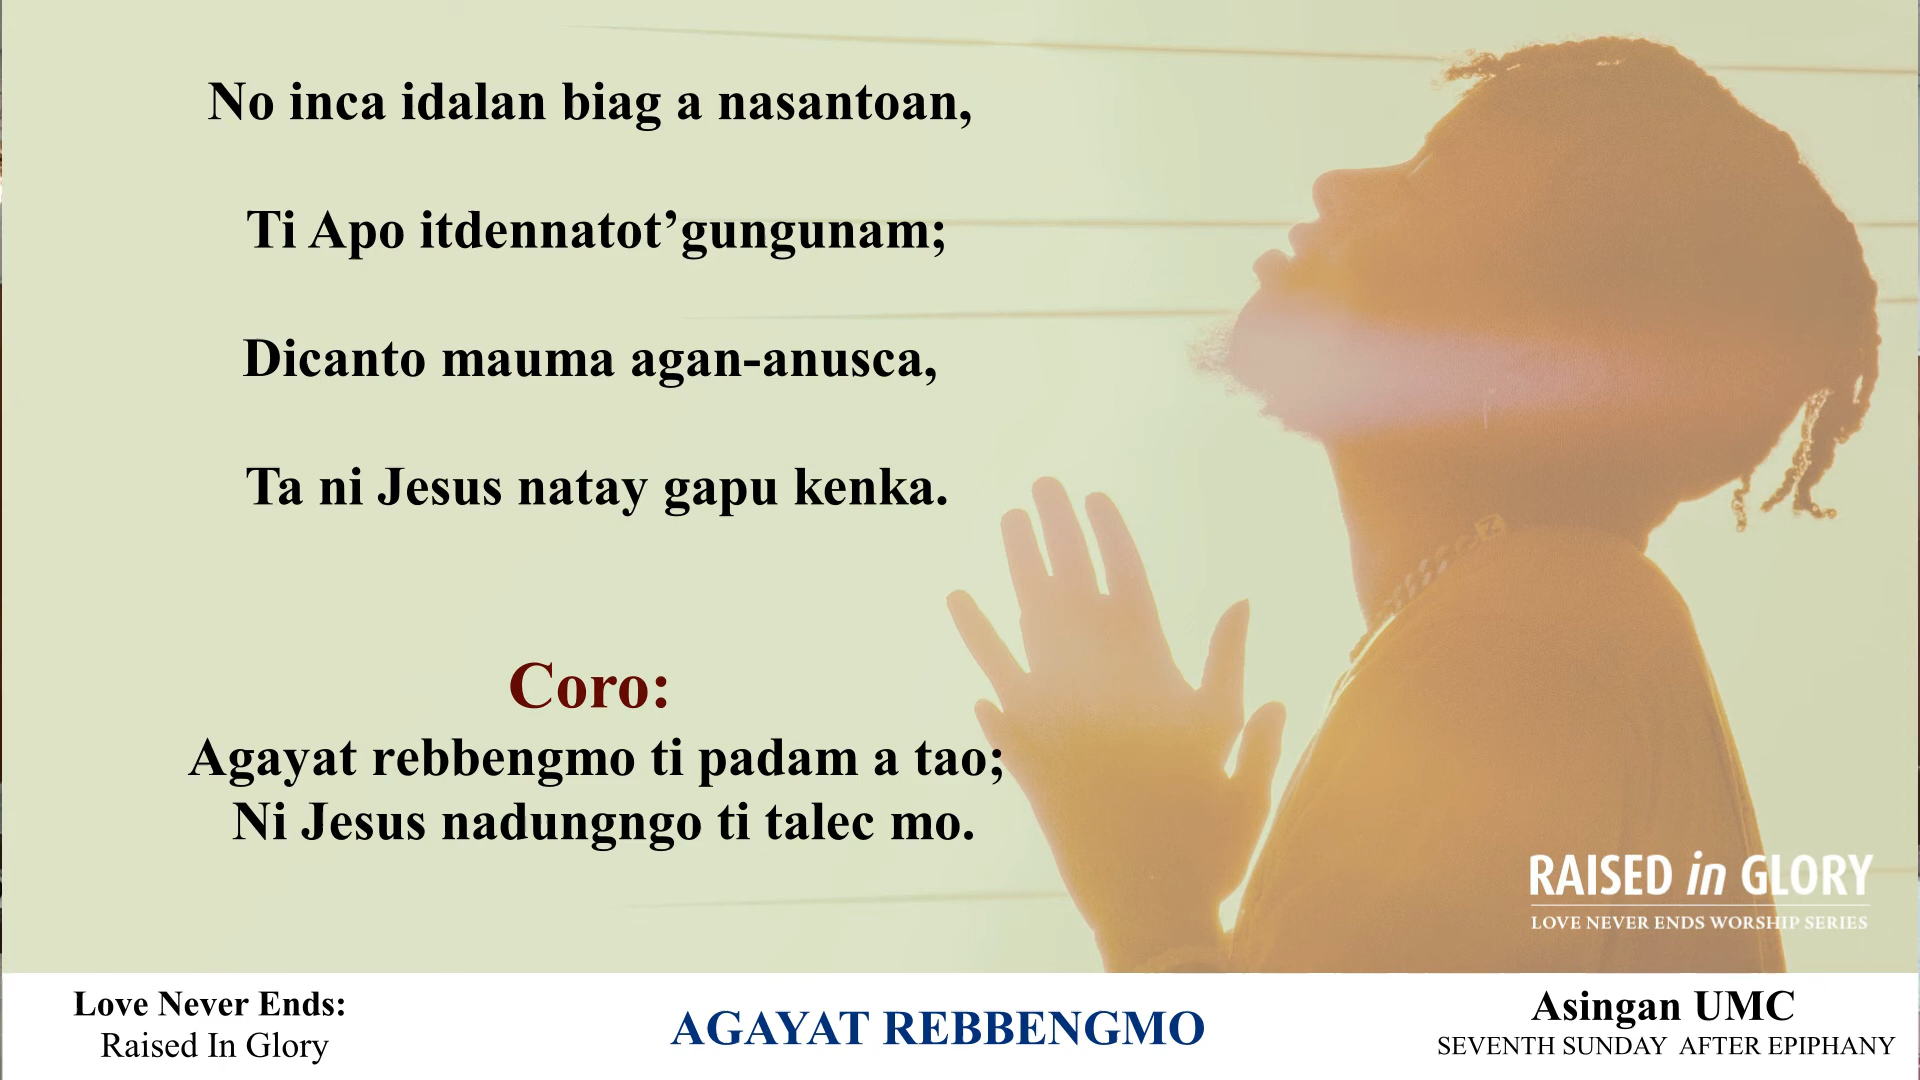 No inca idalan biag a nasantoan,
Ti Apo itdennatot’gungunam;
Dicanto mauma agan-anusca,
Ta ni Jesus natay gapu kenka.
Coro:
Agayat rebbengmo ti padam a tao;
Ni Jesus nadungngo ti talec mo.
RAISED in GLORY
LOVE NEVER ENDS WORSHIP SERIES
Love Never Ends:
Raised In Glory
AGAYAT REBBENGMO
Asingan UMC
SEVENTH SUNDAY AFTER EPIPHANY